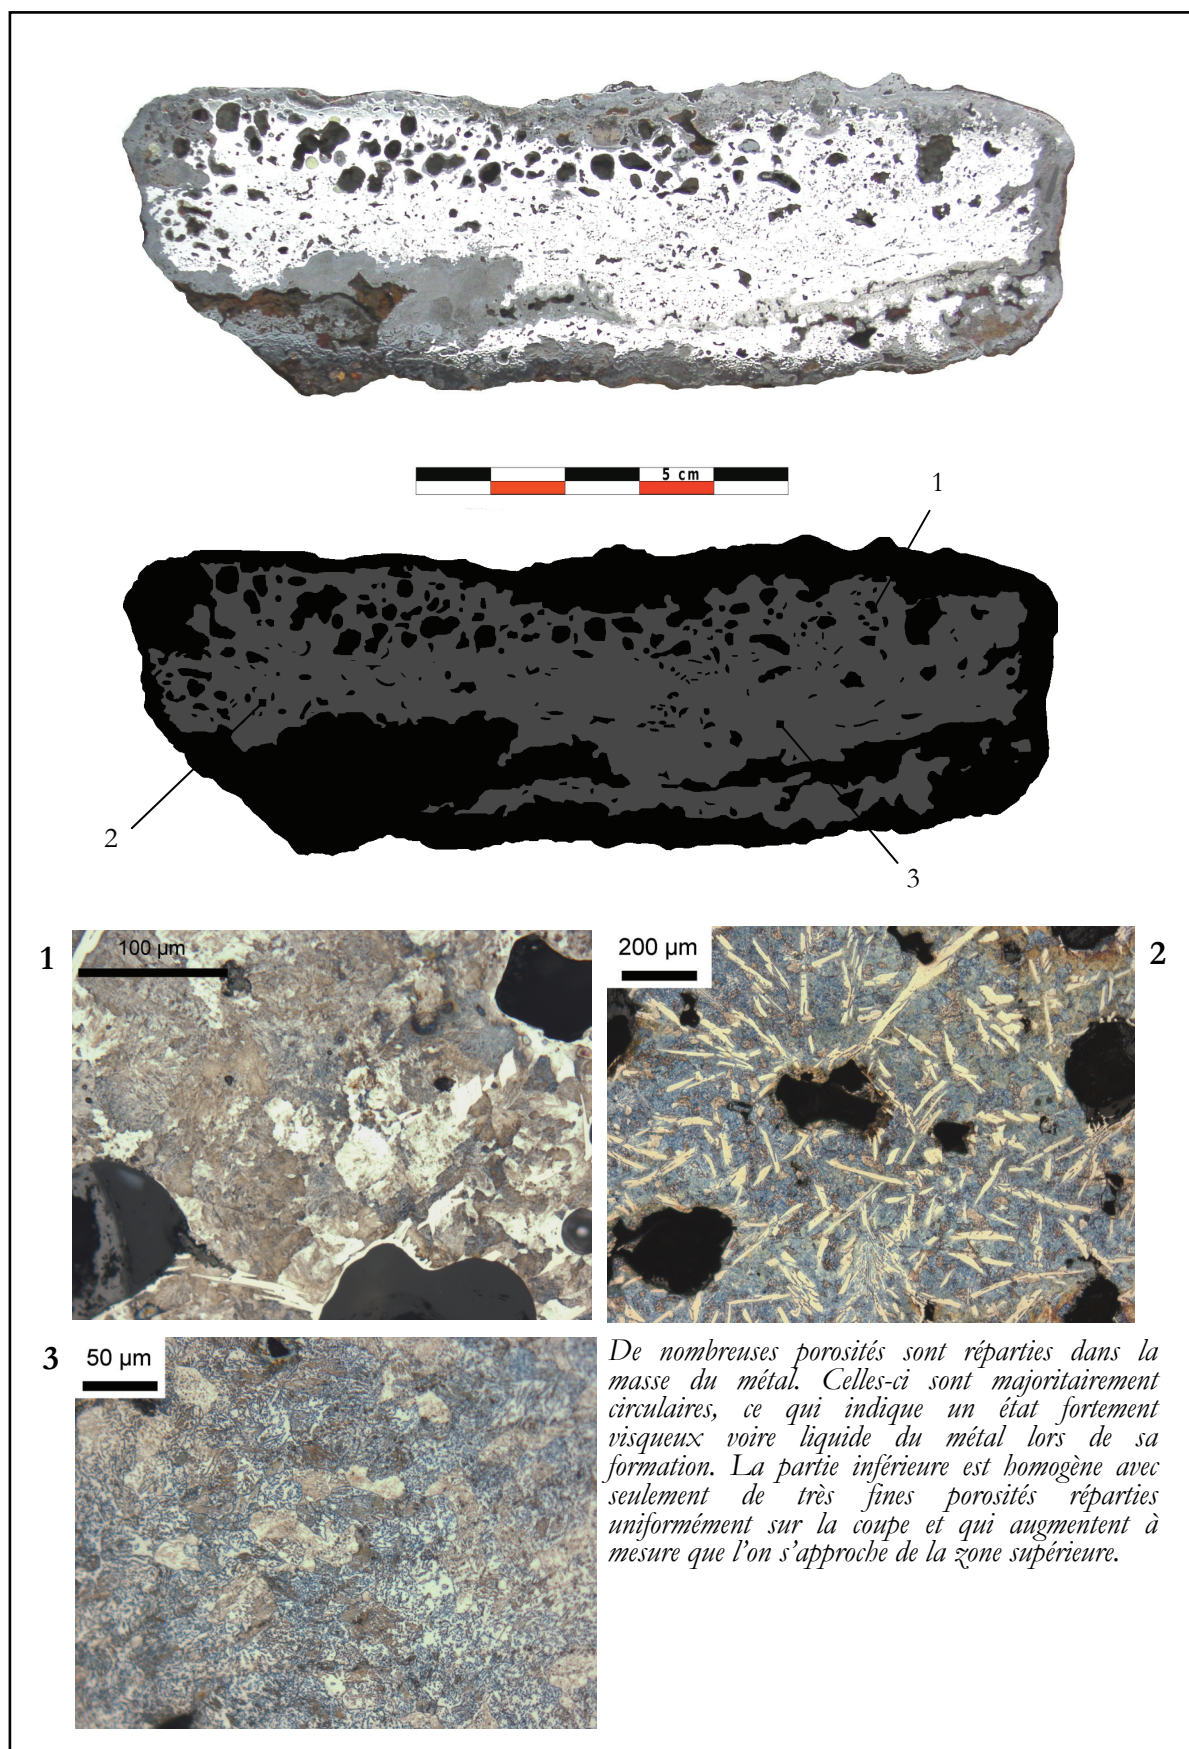 5 cm
1
2
3
1
100 µm
200 µm
2
3
50 µm
De nombreuses porosités sont réparties dans la
masse du métal. Celles-ci sont majoritairement
circulaires, ce qui indique un état fortement
visqueux voire liquide du métal lors de sa
formation. La partie inférieure est homogène avec
seulement de très fines porosités réparties
uniformément sur la coupe et qui augmentent à
mesure que l'on s'approche de la zone supérieure.